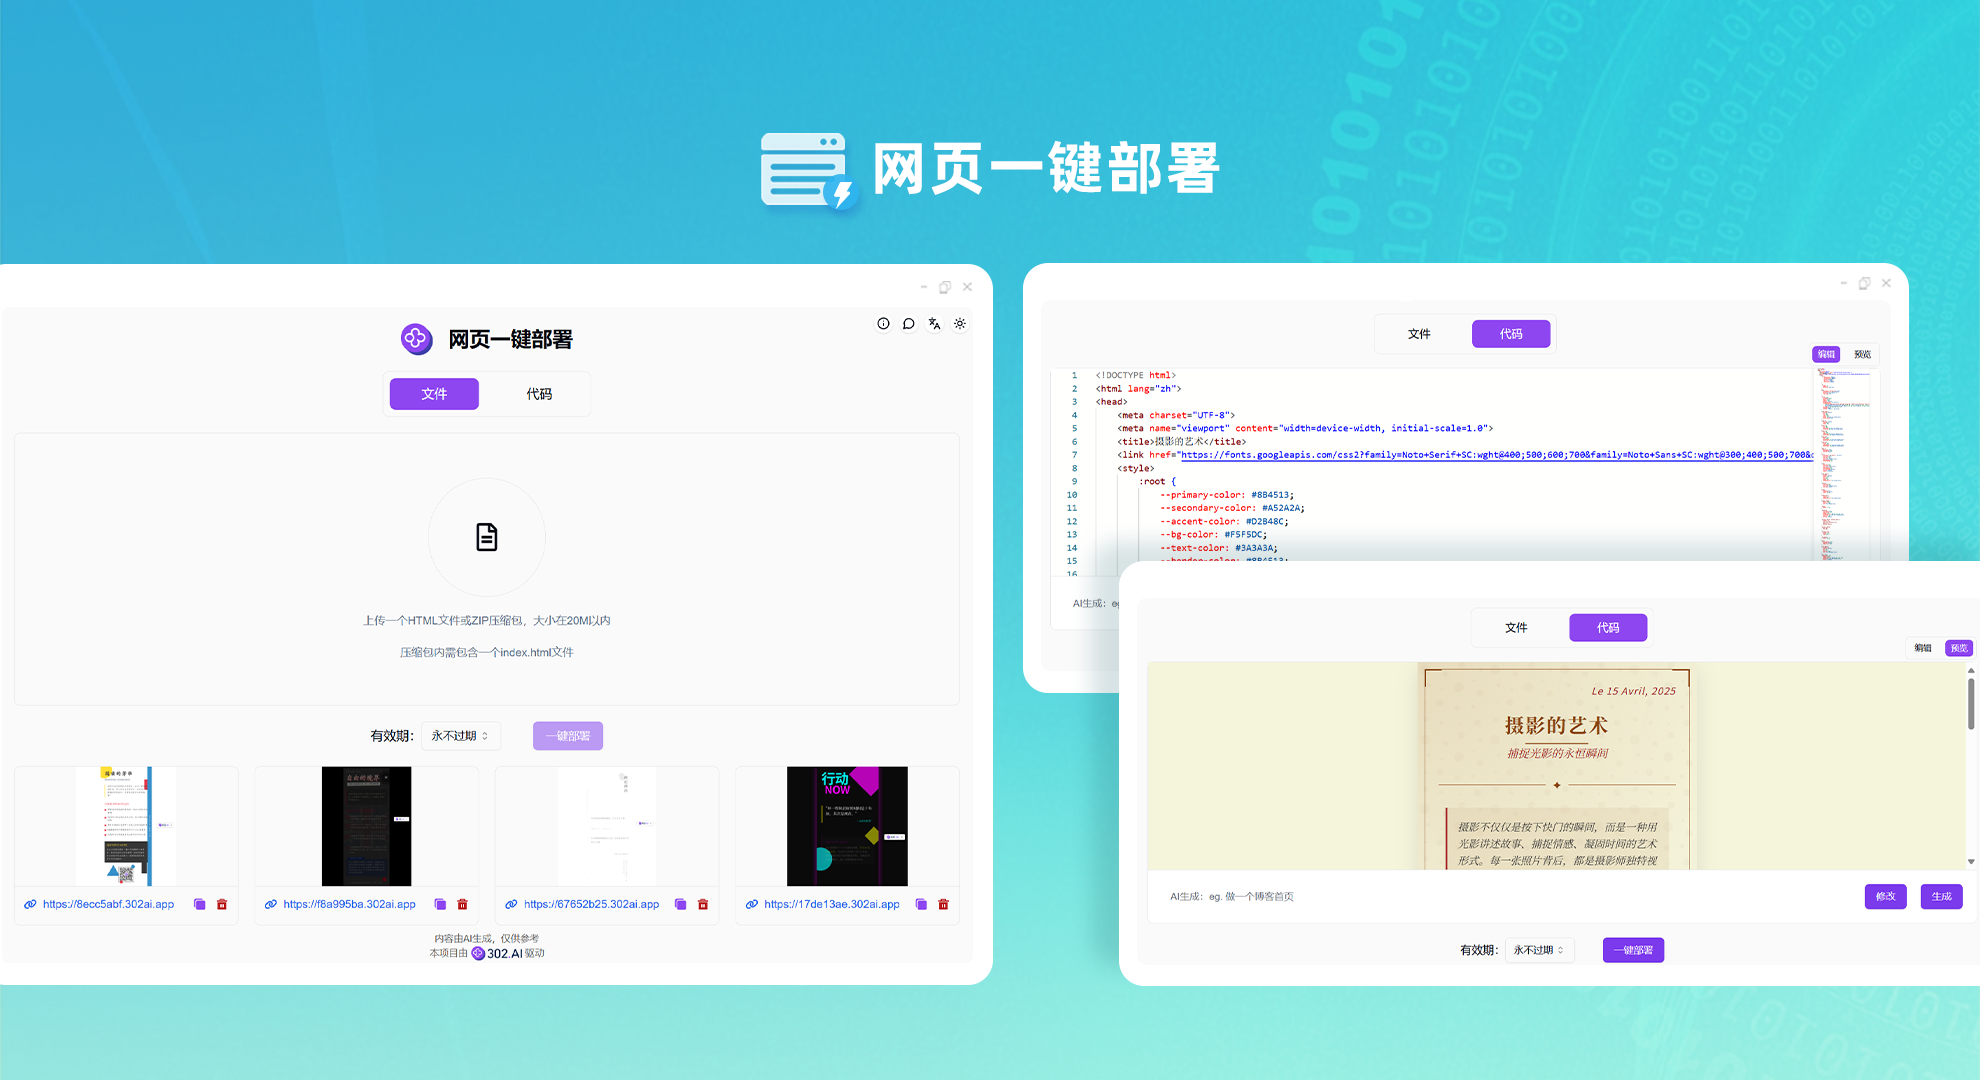 网页一键部署
网页一键部署
文件
代码
上传一个HTML文件或ZIP压缩包，大小在20M以内
压缩包内需包含一个index.html文件
有效期：
永不过期
一键部署
行动
NOW
https://8ecc5abf.302ai.app
https://f8a995ba.302ai.app
https://67652b25.302ai.app
https://17de13ae.302ai.app
内容由AI生成，仅供参考
本项目由 302.AI 驱动
文件
代码
编辑
预览
1 <!DOCTYPE html>
2 <html lang="zh">
3 <head>
4 <meta charset="UTF-8">
5 <meta name="viewport" content="width=device-width, initial-scale=1.0">
6 <title>摄影的艺术</title>
7 <link href="https://fonts.googleapis.com/css2?family=Noto+Serif+SC:wght@400;500;600;700&family=Noto+Sans+SC:wght@300;400;500;700&
8 <style>
9 :root {
10 --primary-color: #8B4513;
11 --secondary-color: #A52A2A;
12 --accent-color: #D2B48C;
13 --bg-color: #F5F5DC;
14 --text-color: #3A3A3A;
15 --border-color: #8B4513;
16
AI生成：eg
文件
代码
编辑
预览
Le 15 Avril, 2025
摄影的艺术
捕捉光影的永恒瞬间
摄影不仅仅是按下快门的瞬间，而是一种用
光影讲述故事、捕捉情感、凝固时间的艺术
形式。每一张照片背后，都是摄影师独特视
AI生成：eg. 做一个博客首页
修改
生成
有效期：
永不过期
一键部署